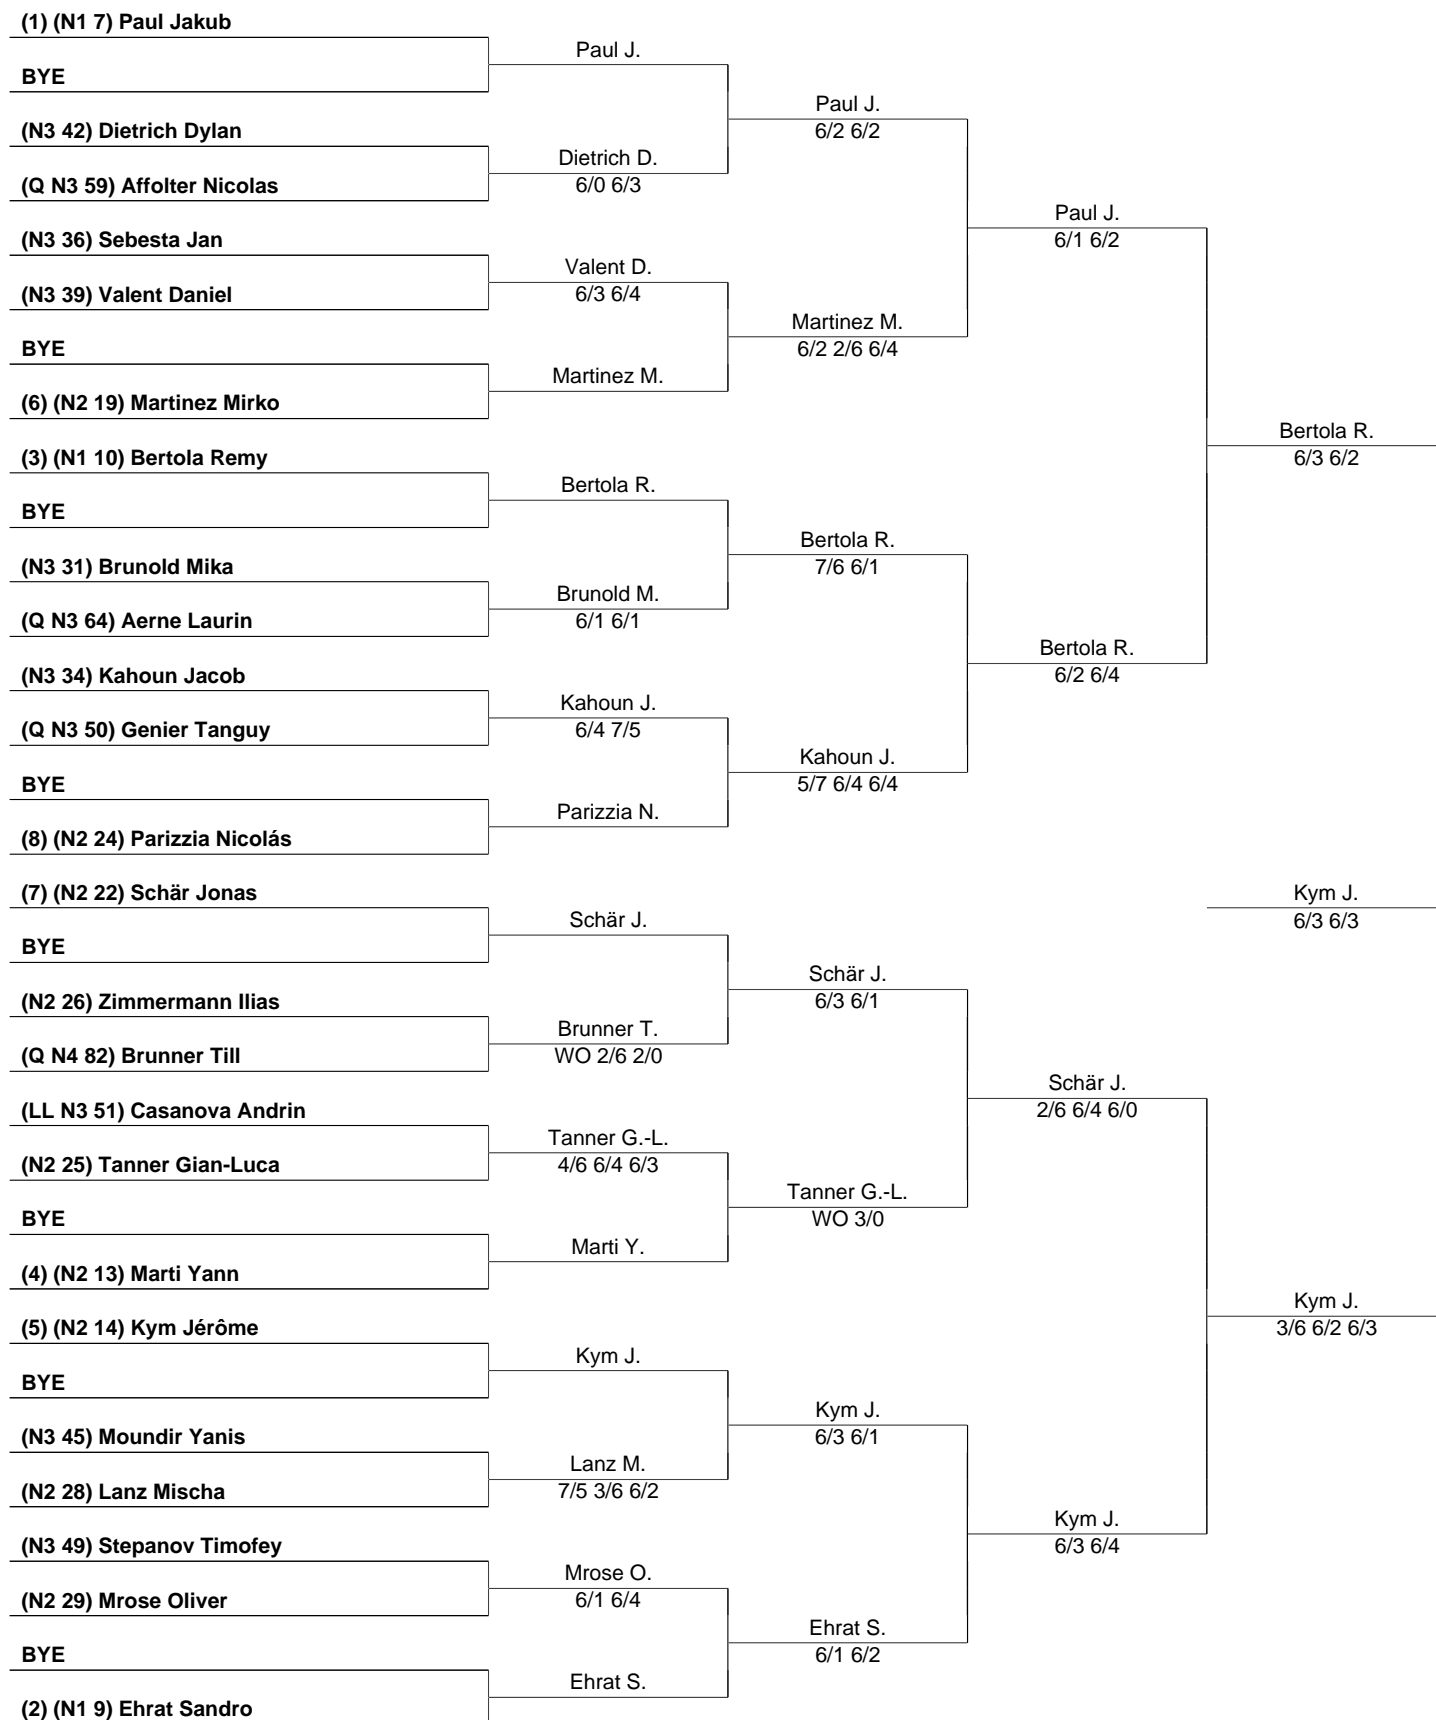 (1) (N1 7) Paul Jakub
Paul J.
BYE
Paul J.
6/2 6/2
(N3 42) Dietrich Dylan
Dietrich D.
6/0 6/3
(Q N3 59) Affolter Nicolas
Paul J.
6/1 6/2
(N3 36) Sebesta Jan
Valent D.
6/3 6/4
(N3 39) Valent Daniel
Martinez M.
6/2 2/6 6/4
BYE
Martinez M.
(6) (N2 19) Martinez Mirko
Bertola R.
6/3 6/2
(3) (N1 10) Bertola Remy
Bertola R.
BYE
Bertola R.
7/6 6/1
(N3 31) Brunold Mika
Brunold M.
6/1 6/1
(Q N3 64) Aerne Laurin
Bertola R.
6/2 6/4
(N3 34) Kahoun Jacob
Kahoun J.
6/4 7/5
(Q N3 50) Genier Tanguy
Kahoun J.
5/7 6/4 6/4
BYE
Parizzia N.
(8) (N2 24) Parizzia Nicolás
(7) (N2 22) Schär Jonas
Kym J.
6/3 6/3
Schär J.
BYE
Schär J.
6/3 6/1
(N2 26) Zimmermann Ilias
Brunner T.
WO 2/6 2/0
(Q N4 82) Brunner Till
Schär J.
2/6 6/4 6/0
(LL N3 51) Casanova Andrin
Tanner G.-L.
4/6 6/4 6/3
(N2 25) Tanner Gian-Luca
Tanner G.-L.
WO 3/0
BYE
Marti Y.
(4) (N2 13) Marti Yann
Kym J.
3/6 6/2 6/3
(5) (N2 14) Kym Jérôme
Kym J.
BYE
Kym J.
6/3 6/1
(N3 45) Moundir Yanis
Lanz M.
7/5 3/6 6/2
(N2 28) Lanz Mischa
Kym J.
6/3 6/4
(N3 49) Stepanov Timofey
Mrose O.
6/1 6/4
(N2 29) Mrose Oliver
Ehrat S.
6/1 6/2
BYE
Ehrat S.
(2) (N1 9) Ehrat Sandro